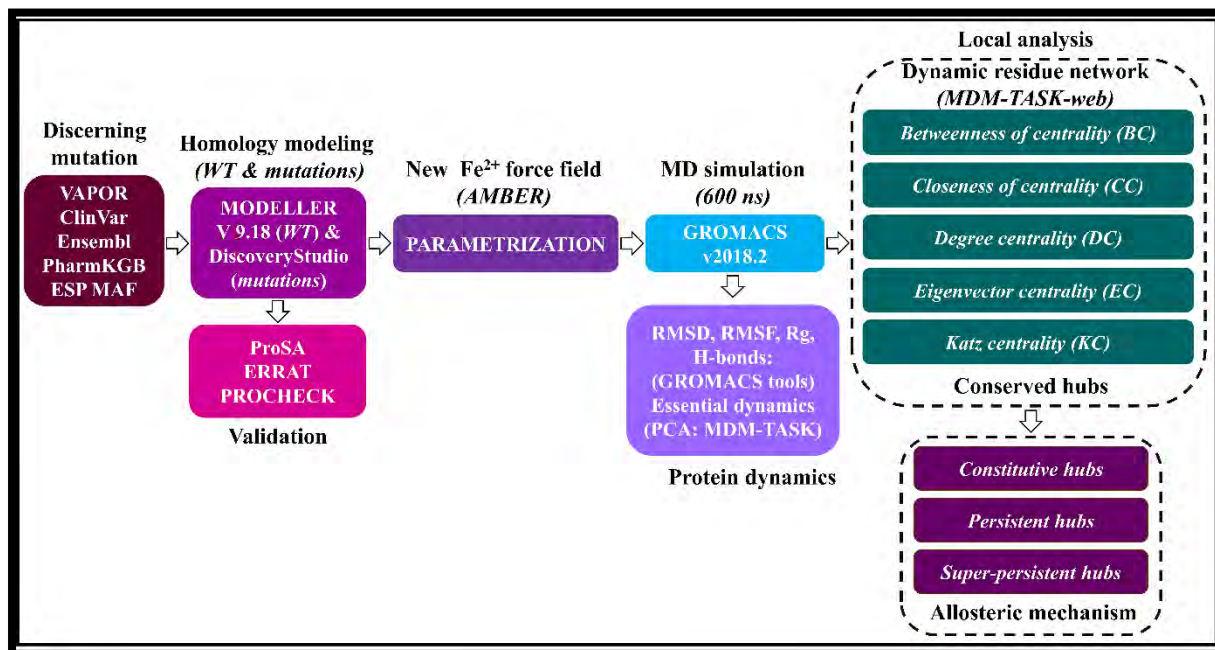 Discerning
mutation
VAPOR
ClinVar
Ensembl
PharmKGB
ESP MAF
Homology modeling
(WT & mutations)
MODELLER
V 9.18 (WT) &
DiscoveryStudio
(mutations)
ProSA
ERRAT
PROCHECK
Validation
New Fe²⁺ force field
(AMBER)
PARAMETRIZATION
MD simulation
(600 ns)
GROMACS
v2018.2
RMSD, RMSF, Rg,
H-bonds:
(GROMACS tools)
Essential dynamics
(PCA: MDM-TASK)
Protein dynamics
Local analysis
Dynamic residue network
(MDM-TASK-web)
Betweenness of centrality (BC)
Closeness of centrality (CC)
Degree centrality (DC)
Eigenvector centrality (EC)
Katz centrality (KC)
Conserved hubs
Constitutive hubs
Persistent hubs
Super-persistent hubs
Allosteric mechanism